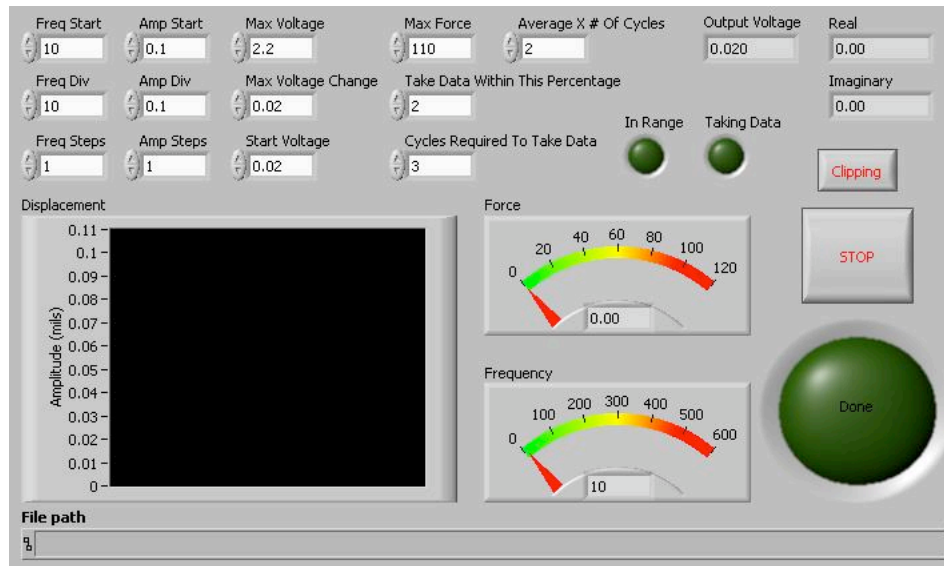 Freq Start Amp Start Max Voltage Max Force Average X # Of Cycles Output Voltage Real
10 0.1 2.2 110 2 0.020 0.00
Freq Div Amp Div Max Voltage Change Take Data Within This Percentage Imaginary
10 0.1 0.02 2 0.00
In Range Taking Data
Freq Steps Amp Steps Start Voltage Cycles Required To Take Data
1 1 0.02 3
Clipping
Displacement
0.11
0.1
0.09
0.08
0.07
0.06
0.05
0.04
0.03
0.02
0.01
0
Amplitude (mils)
Force
0 20 40 60 80 100 120
0.00
STOP
Frequency
0 100 200 300 400 500 600
10
Done
File path